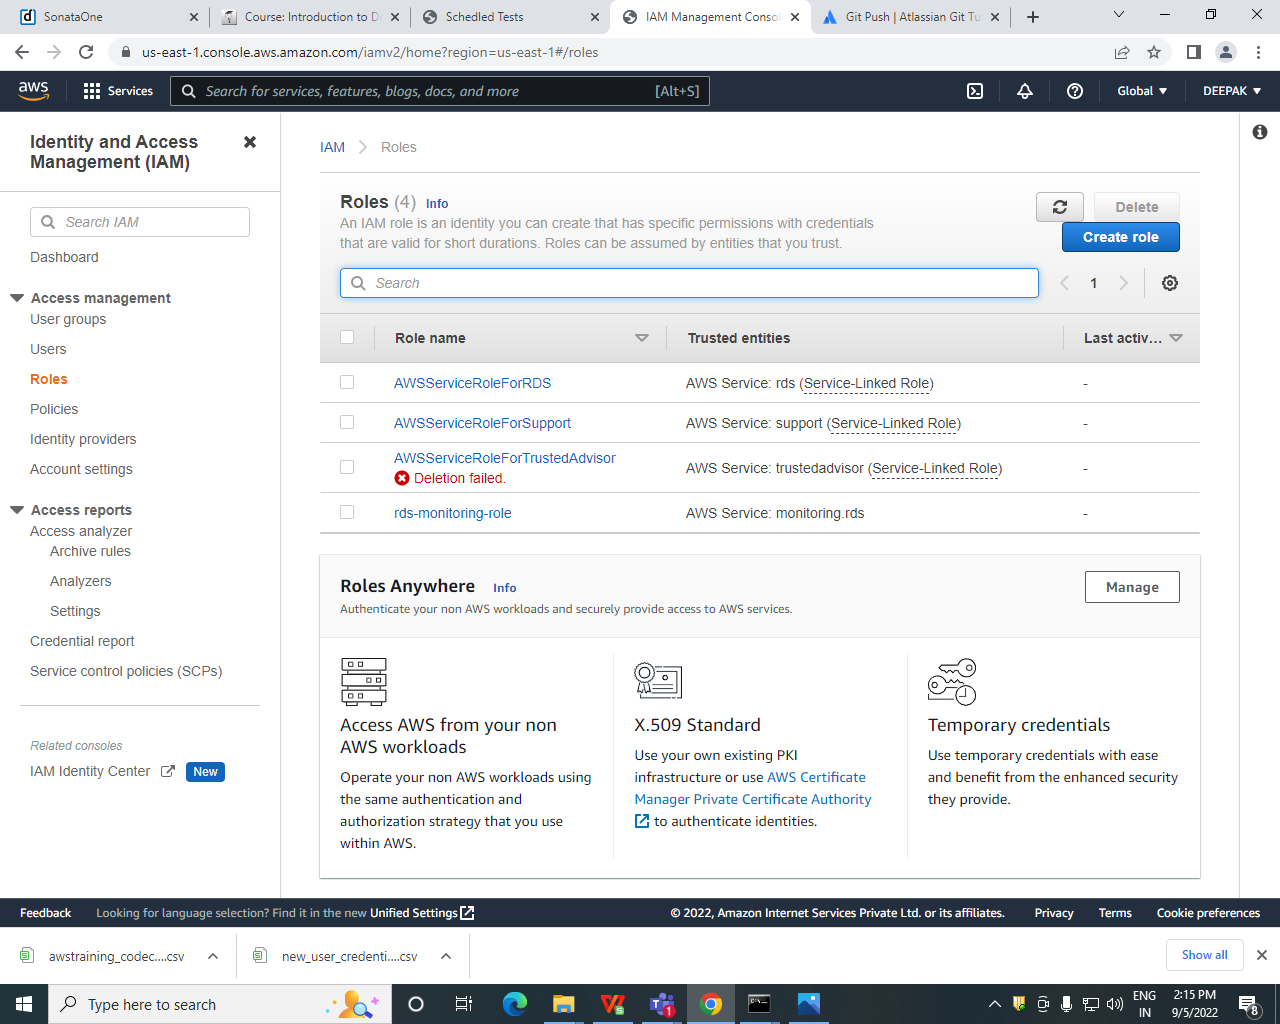 SonataOne
Course: Introduction to D
Schedled Tests
IAM Management Conso
Git Push | Atlassian Git Tu
us-east-1.console.aws.amazon.com/iamv2/home?region=us-east-1#/roles
aws
Services
Search for services, features, blogs, docs, and more
[Alt+S]
Global
DEEPAK
Identity and Access
Management (IAM)
Search IAM
Dashboard
Access management
User groups
Users
Roles
Policies
Identity providers
Account settings
Access reports
Access analyzer
Archive rules
Analyzers
Settings
Credential report
Service control policies (SCPs)
Related consoles
IAM Identity Center
New
IAM
Roles
Roles (4) Info
An IAM role is an identity you can create that has specific permissions with credentials
that are valid for short durations. Roles can be assumed by entities that you trust.
Delete
Create role
Search
1
Role name
Trusted entities
Last activ...
AWSServiceRoleForRDS
AWS Service: rds (Service-Linked Role)
-
AWSServiceRoleForSupport
AWS Service: support (Service-Linked Role)
-
AWSServiceRoleForTrustedAdvisor
Deletion failed.
AWS Service: trustedadvisor (Service-Linked Role)
-
rds-monitoring-role
AWS Service: monitoring.rds
-
Roles Anywhere Info
Authenticate your non AWS workloads and securely provide access to AWS services.
Manage
Access AWS from your non
AWS workloads
Operate your non AWS workloads using
the same authentication and
authorization strategy that you use
within AWS.
X.509 Standard
Use your own existing PKI
infrastructure or use AWS Certificate
Manager Private Certificate Authority
to authenticate identities.
Temporary credentials
Use temporary credentials with ease
and benefit from the enhanced security
they provide.
Feedback
Looking for language selection? Find it in the new Unified Settings
© 2022, Amazon Internet Services Private Ltd. or its affiliates.
Privacy
Terms
Cookie preferences
awstraining_codec....csv
new_user_credenti....csv
Show all
Type here to search
1
ENG
IN
2:15 PM
9/5/2022
8